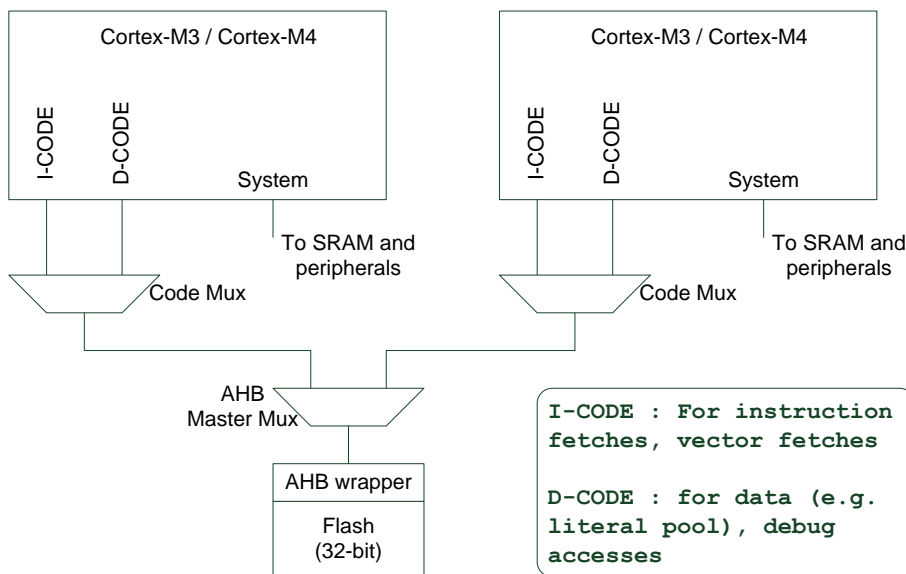 Cortex-M3 / Cortex-M4
I-CODE
D-CODE
System
To SRAM and
peripherals
Code Mux
Cortex-M3 / Cortex-M4
I-CODE
D-CODE
System
To SRAM and
peripherals
Code Mux
AHB
Master Mux
AHB wrapper
Flash
(32-bit)
I-CODE : For instruction
fetches, vector fetches
D-CODE : for data (e.g.
literal pool), debug
accesses